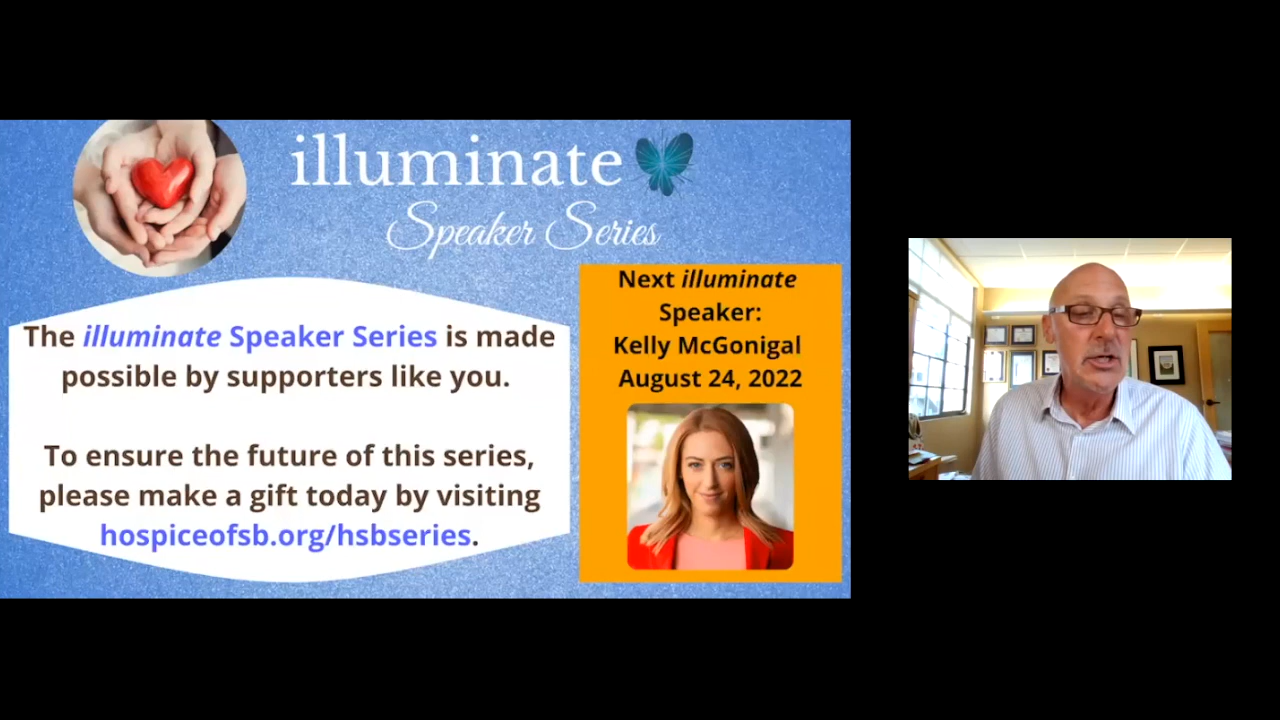 illuminate
Speaker Series
The illuminate Speaker Series is made
possible by supporters like you.
To ensure the future of this series,
please make a gift today by visiting
hospiceofsb.org/hsbseries.
Next illuminate
Speaker:
Kelly McGonigal
August 24, 2022